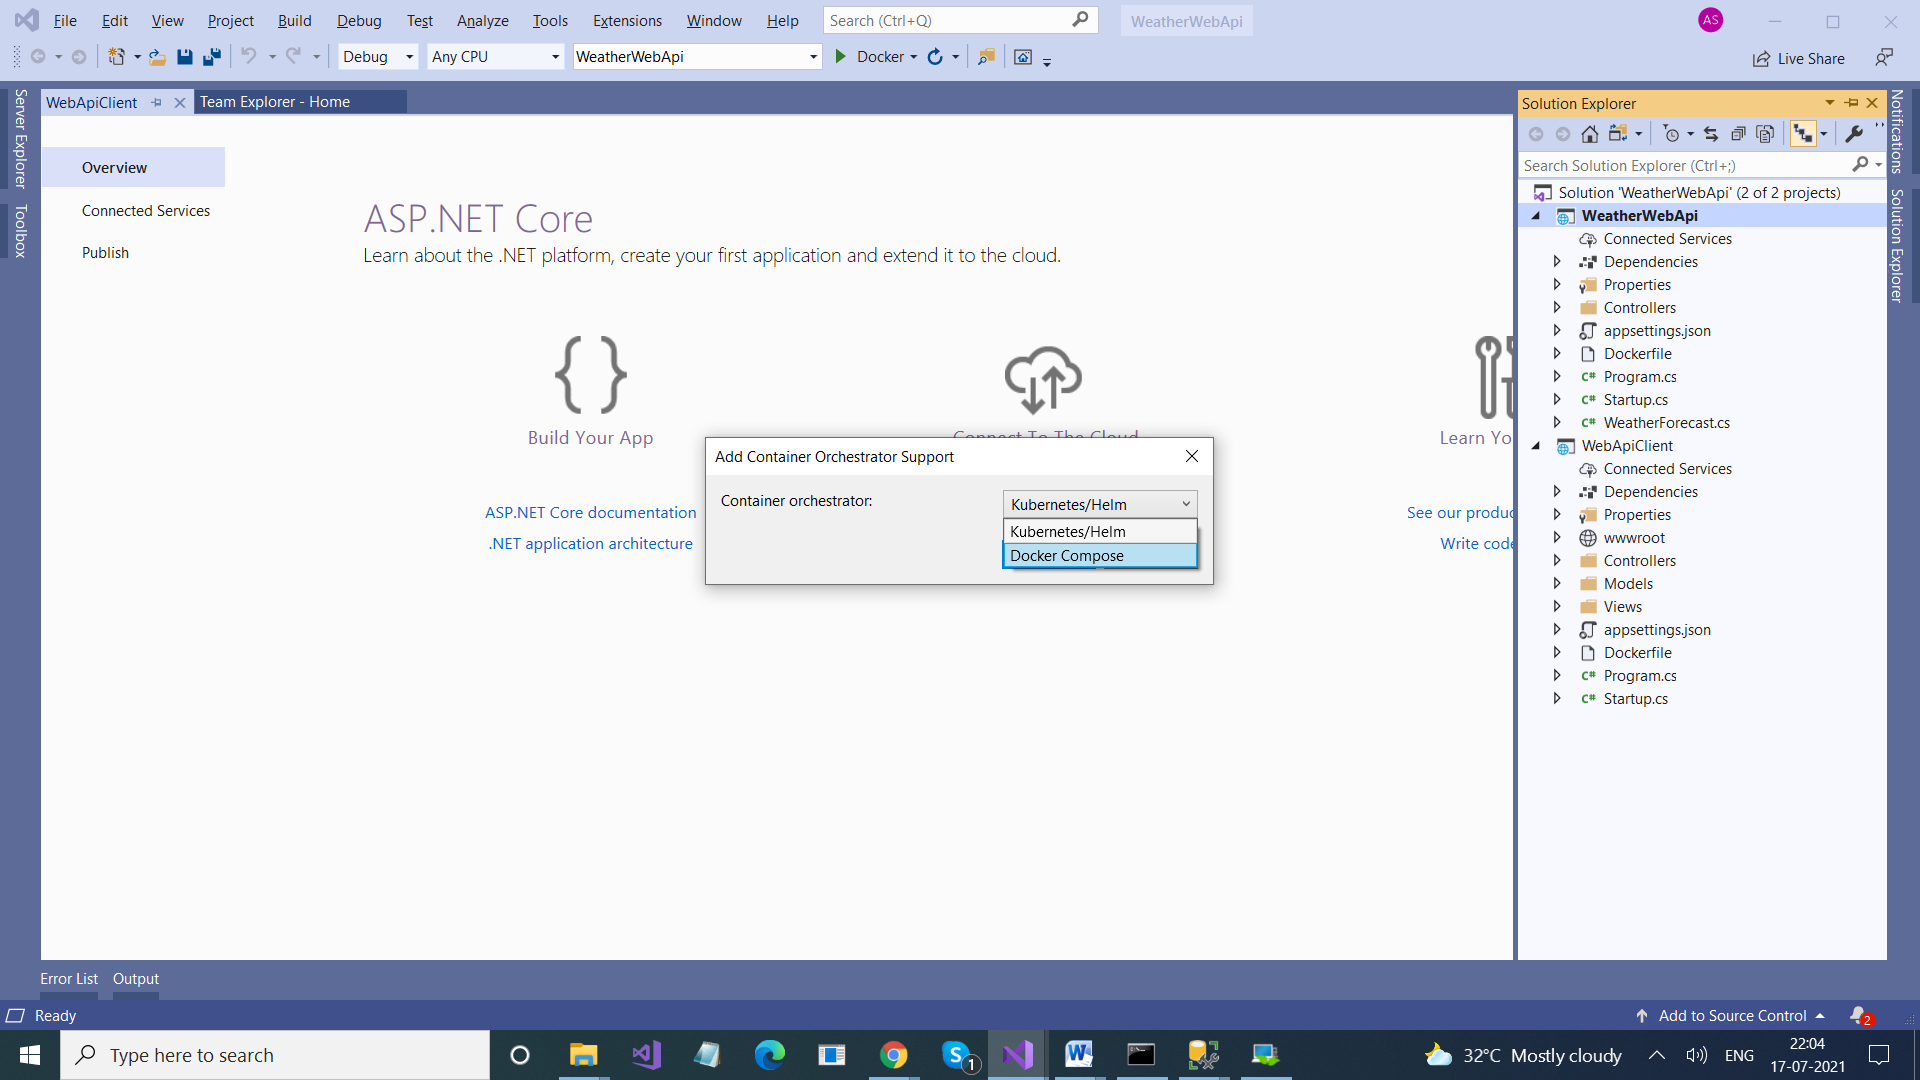 File Edit View Project Build Debug Test Analyze Tools Extensions Window Help Search (Ctrl+Q) WeatherWebApi AS
Debug Any CPU WeatherWebApi Docker Live Share
Server Explorer
Toolbox
WebApiClient Team Explorer - Home
Overview
Connected Services
Publish
ASP.NET Core
Learn about the .NET platform, create your first application and extend it to the cloud.
Build Your App
Connect To The Cloud
Learn Yo
ASP.NET Core documentation
.NET application architecture
See our produc
Write code
Add Container Orchestrator Support
Container orchestrator:
Kubernetes/Helm
Kubernetes/Helm
Docker Compose
Solution Explorer
Search Solution Explorer (Ctrl+;)
Solution 'WeatherWebApi' (2 of 2 projects)
WeatherWebApi
Connected Services
Dependencies
Properties
Controllers
appsettings.json
Dockerfile
C# Program.cs
C# Startup.cs
C# WeatherForecast.cs
WebApiClient
Connected Services
Dependencies
Properties
wwwroot
Controllers
Models
Views
appsettings.json
Dockerfile
C# Program.cs
C# Startup.cs
Notifications
Solution Explorer
Error List Output
Ready
Add to Source Control 2
Type here to search
S 1
W
32°C Mostly cloudy
ENG
22:04
17-07-2021